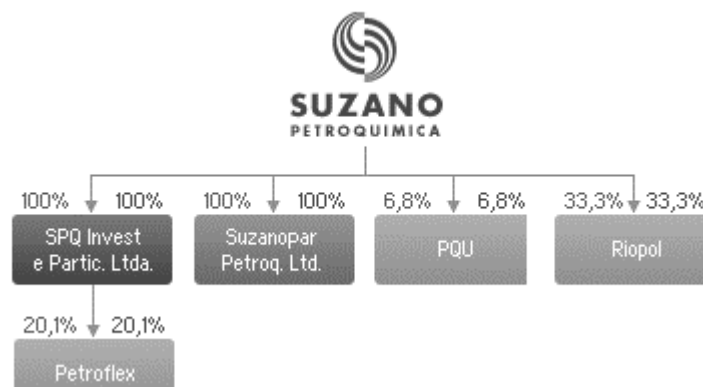 SUZANO
PETROQUIMICA
100% 100% 100% 100% 6,8% 6,8% 33,3% 33,3%
SPQ Invest
e Partic. Ltda.
Suzanopar
Petroq. Ltd.
PQU
Riopol
20,1% 20,1%
Petroflex